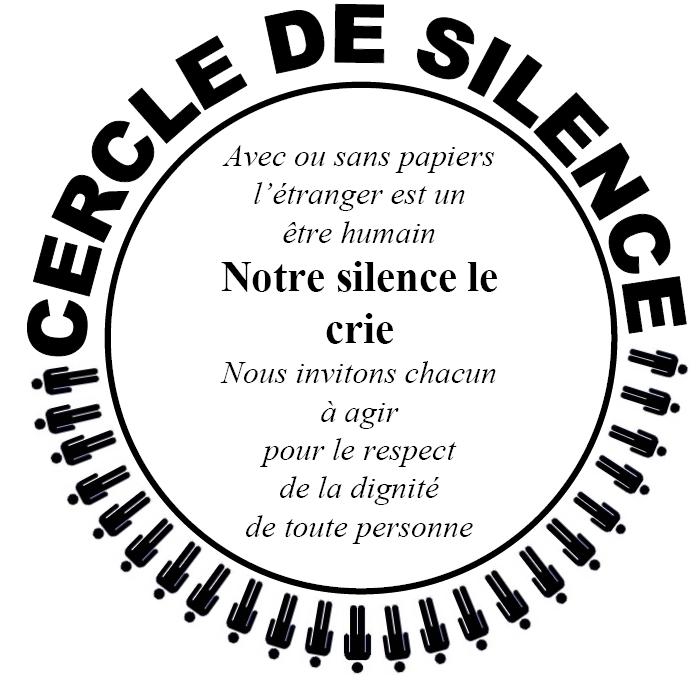 CERCLE DE SILENCE
Avec ou sans papiers
l’étranger est un
être humain
Notre silence le
crie
Nous invitons chacun
à agir
pour le respect
de la dignité
de toute personne